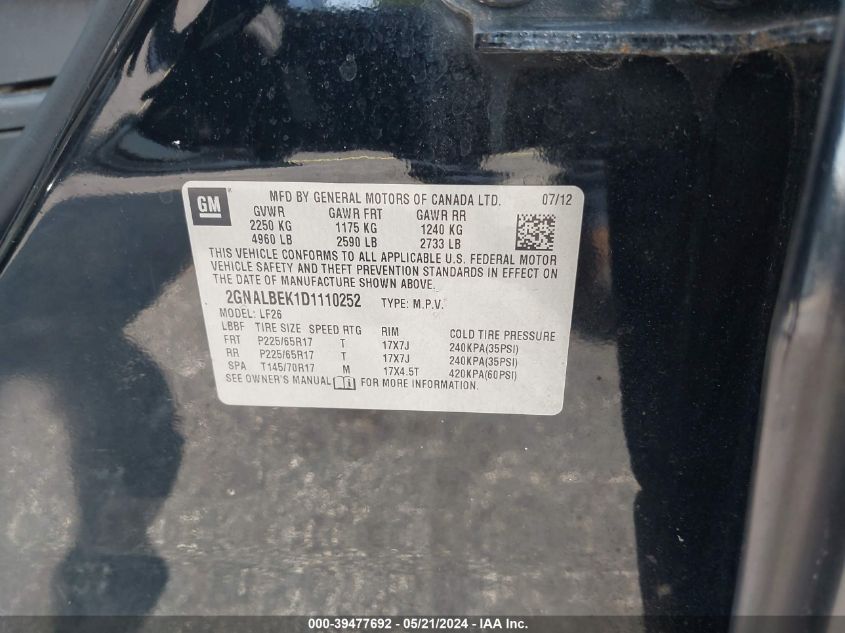 GM MFD BY GENERAL MOTORS OF CANADA LTD. 07/12
GVWR GAWR FRT GAWR RR
2250 KG 1175 KG 1240 KG
4960 LB 2590 LB 2733 LB
THIS VEHICLE CONFORMS TO ALL APPLICABLE U.S. FEDERAL MOTOR
VEHICLE SAFETY AND THEFT PREVENTION STANDARDS IN EFFECT ON
THE DATE OF MANUFACTURE SHOWN ABOVE.
2GNALBEK1D1110252 TYPE: M.P.V.
MODEL: LF26
LBBF TIRE SIZE SPEED RTG RIM COLD TIRE PRESSURE
FRT P225/65R17 T 17X7J 240KPA(35PSI)
RR P225/65R17 T 17X7J 240KPA(35PSI)
SPA T145/70R17 M 17X4.5T 420KPA(60PSI)
SEE OWNER'S MANUAL FOR MORE INFORMATION.
000-39477692 - 05/21/2024 - IAA Inc.